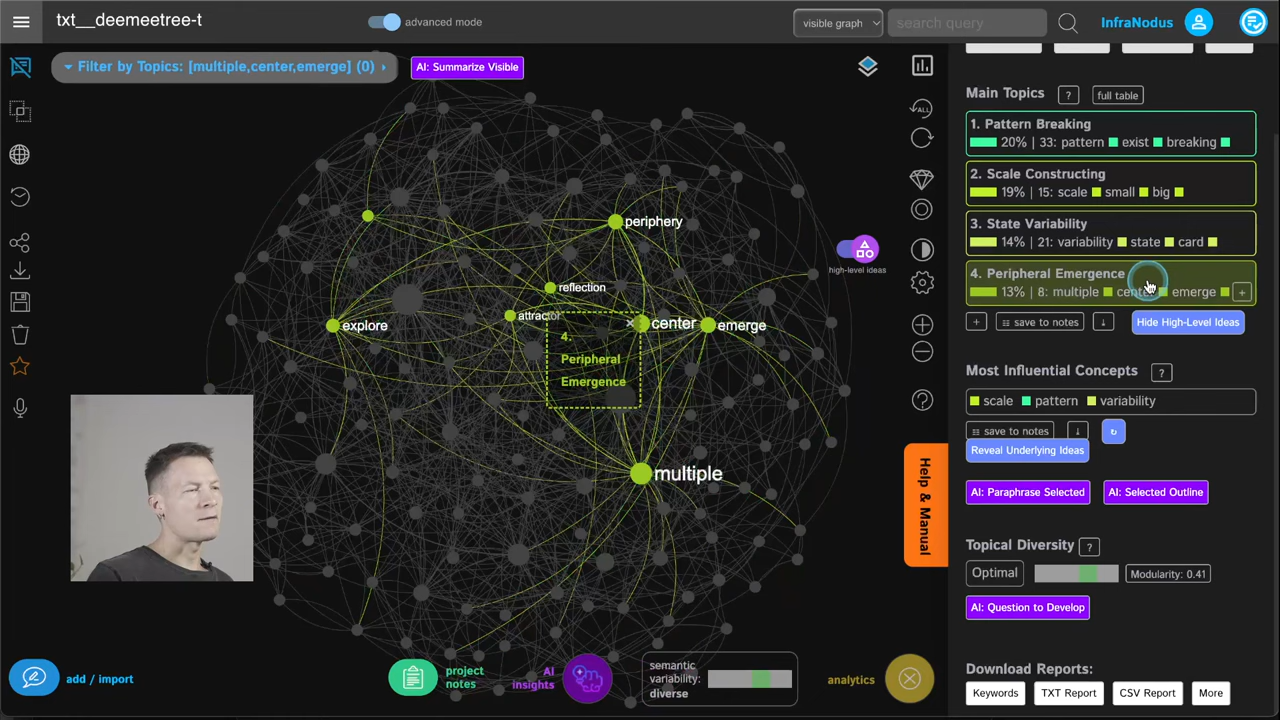 txt__deemeetree-t
advanced mode
visible graph
search query
InfraNodus
Filter by Topics: [multiple,center,emerge] (0)
AI: Summarize Visible
ALL
periphery
high-level ideas
reflection
explore
attractor
center
emerge
4.
Peripheral
Emergence
multiple
Help & Manual
add / import
project
notes
AI
insights
semantic
variability:
diverse
analytics
Main Topics
?
full table
1. Pattern Breaking
20% | 33: pattern exist breaking
2. Scale Constructing
19% | 15: scale small big
3. State Variability
14% | 21: variability state card
4. Peripheral Emergence
13% | 8: multiple center emerge +
+
save to notes
↓
Hide High-Level Ideas
Most Influential Concepts
?
scale pattern variability
save to notes
↓
↻
Reveal Underlying Ideas
AI: Paraphrase Selected
AI: Selected Outline
Topical Diversity
?
Optimal
Modularity: 0.41
AI: Question to Develop
Download Reports:
Keywords
TXT Report
CSV Report
More